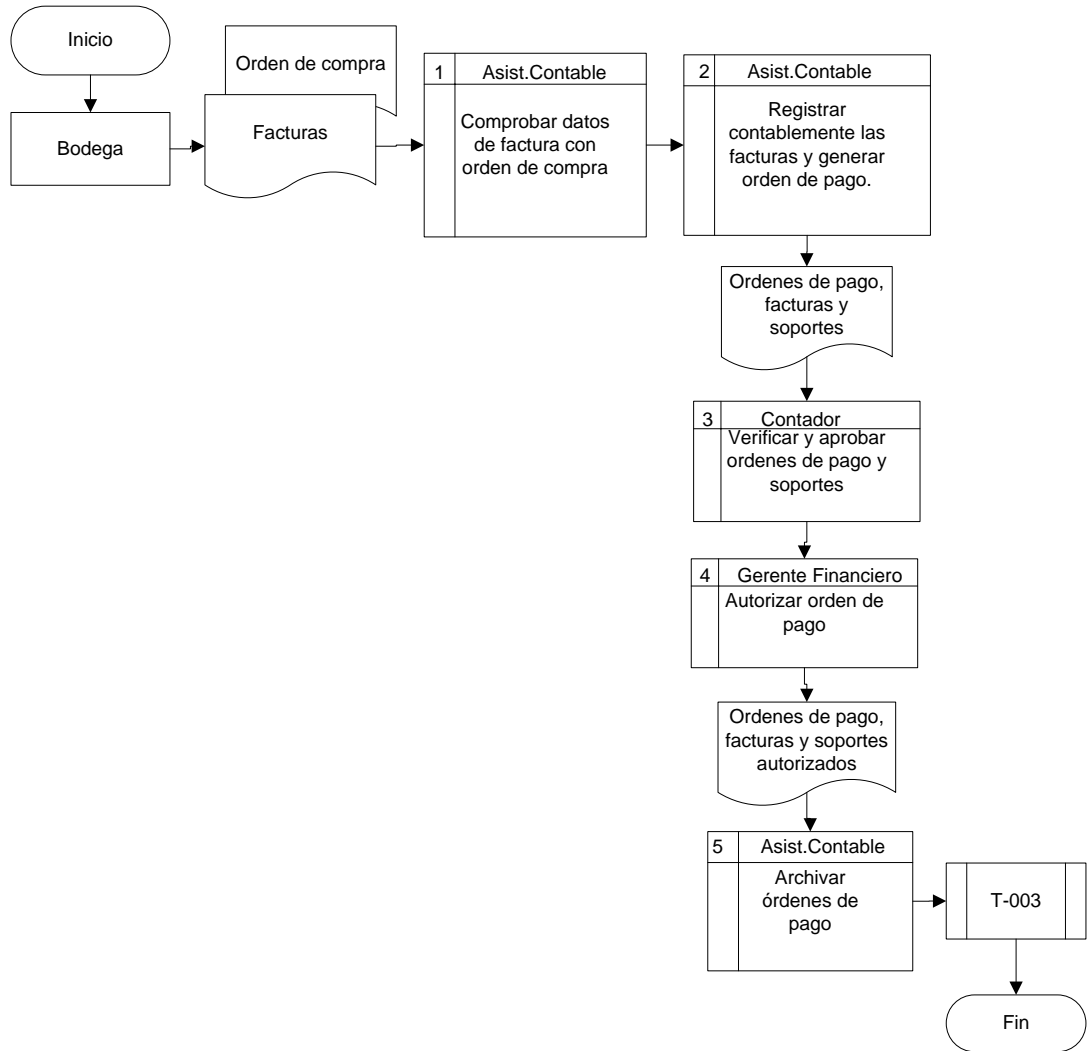 Inicio
Bodega
Orden de compra
Facturas
1 Asist.Contable
Comprobar datos
de factura con
orden de compra
2 Asist.Contable
Registrar
contablemente las
facturas y generar
orden de pago.
Ordenes de pago,
facturas y
soportes
3 Contador
Verificar y aprobar
ordenes de pago y
soportes
4 Gerente Financiero
Autorizar orden de
pago
Ordenes de pago,
facturas y soportes
autorizados
5 Asist.Contable
Archivar
órdenes de
pago
T-003
Fin